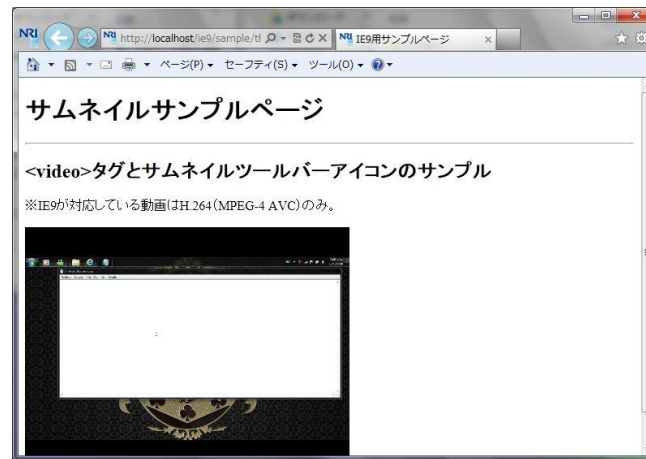 NRI http://localhost/ie9/sample/tl NRI IE9用サンプルページ
ページ(P) セーフティ(S) ツール(O)
サムネイルサンプルページ
<video>タグとサムネイルツールバーアイコンのサンプル
※IE9が対応している動画はH.264(MPEG-4 AVC)のみ。